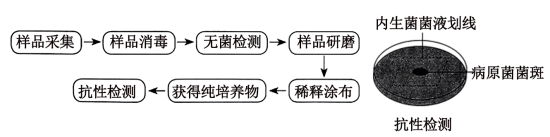 样品采集 样品消毒 无菌检测 样品研磨
抗性检测 获得纯培养物 稀释涂布
内生菌菌液划线
病原菌菌斑
抗性检测